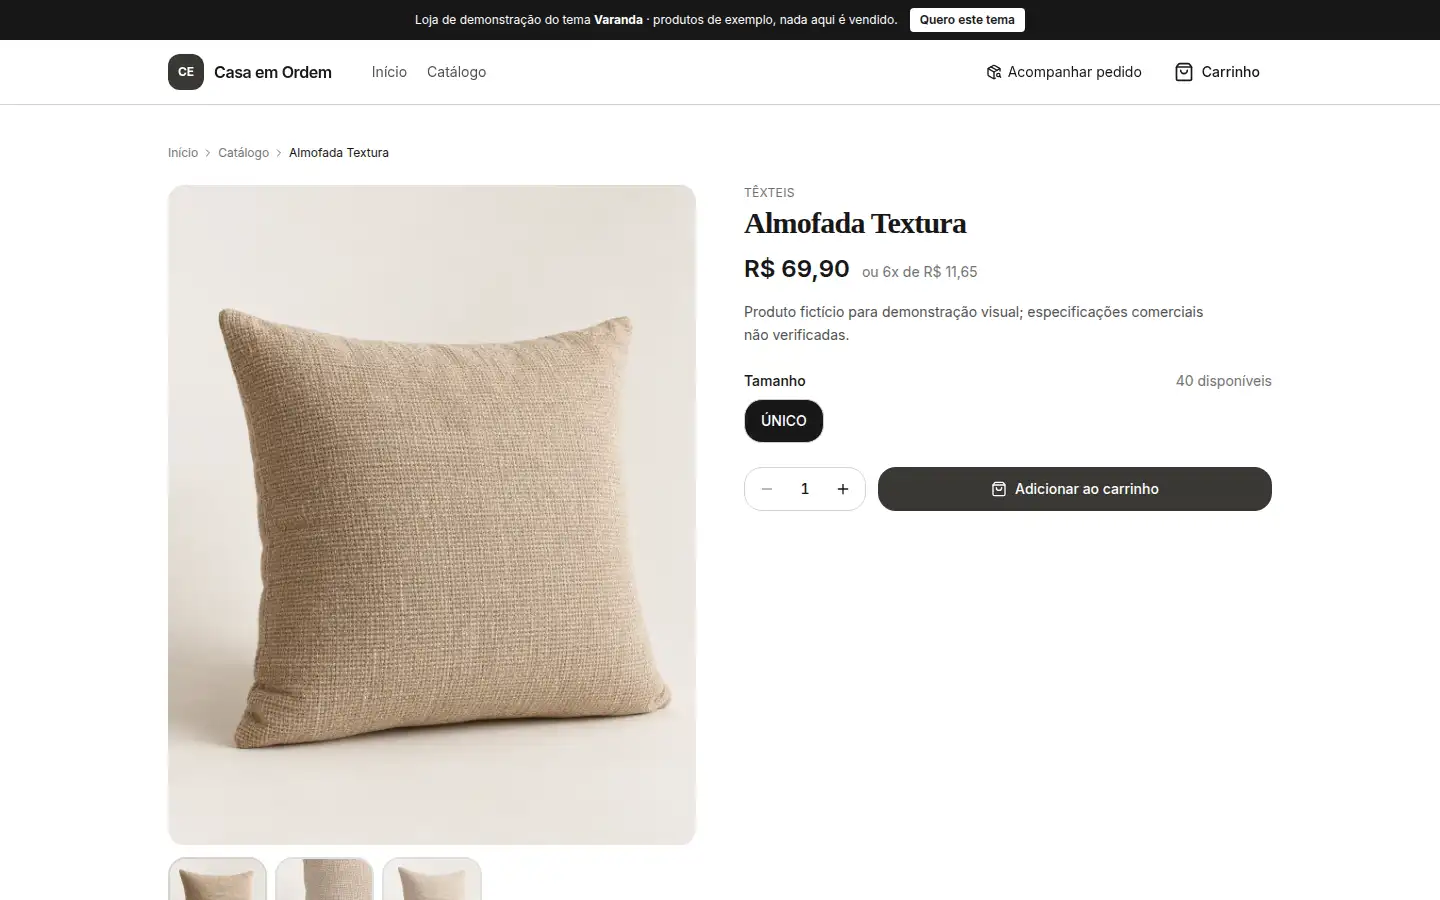 Loja de demonstração do tema Varanda · produtos de exemplo, nada aqui é vendido. Quero este tema
CE Casa em Ordem Início Catálogo Acompanhar pedido Carrinho
Início > Catálogo > Almofada Textura
TÊXTEIS
Almofada Textura
R$ 69,90 ou 6x de R$ 11,65
Produto fictício para demonstração visual; especificações comerciais
não verificadas.
Tamanho 40 disponíveis
ÚNICO
− 1 + Adicionar ao carrinho